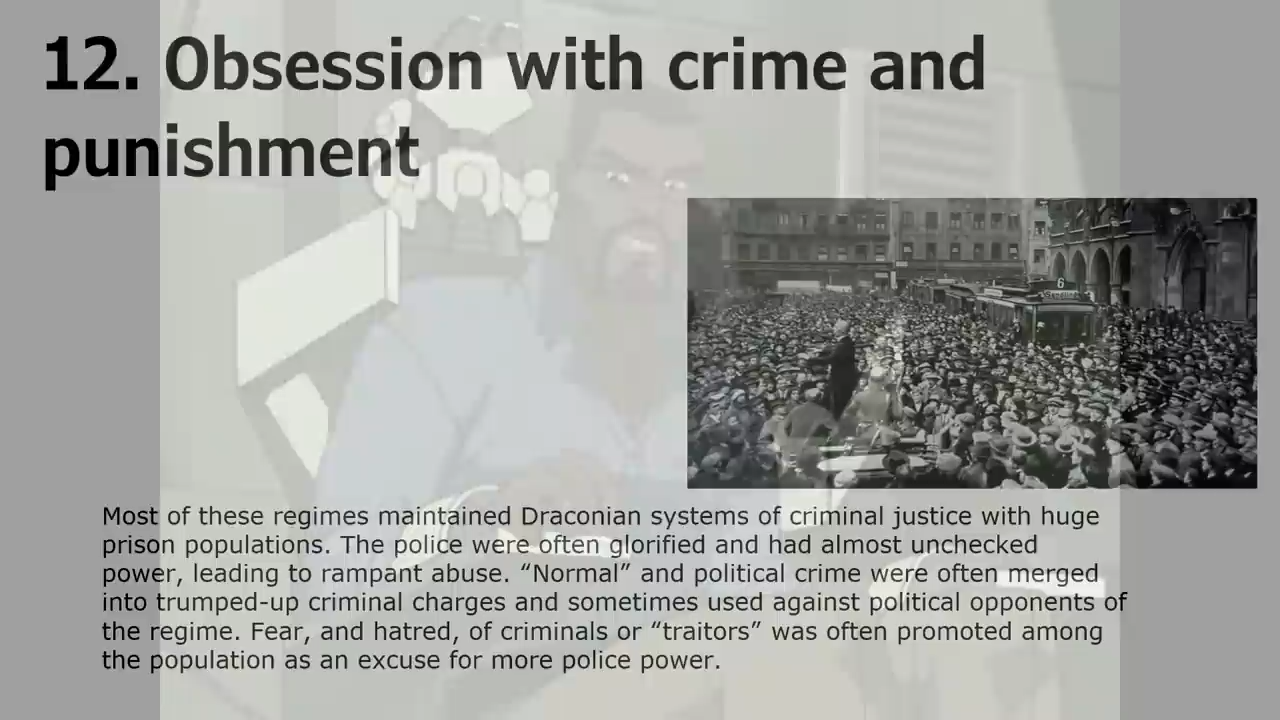 12. Obsession with crime and
punishment
6
Most of these regimes maintained Draconian systems of criminal justice with huge
prison populations. The police were often glorified and had almost unchecked
power, leading to rampant abuse. “Normal” and political crime were often merged
into trumped-up criminal charges and sometimes used against political opponents of
the regime. Fear, and hatred, of criminals or “traitors” was often promoted among
the population as an excuse for more police power.